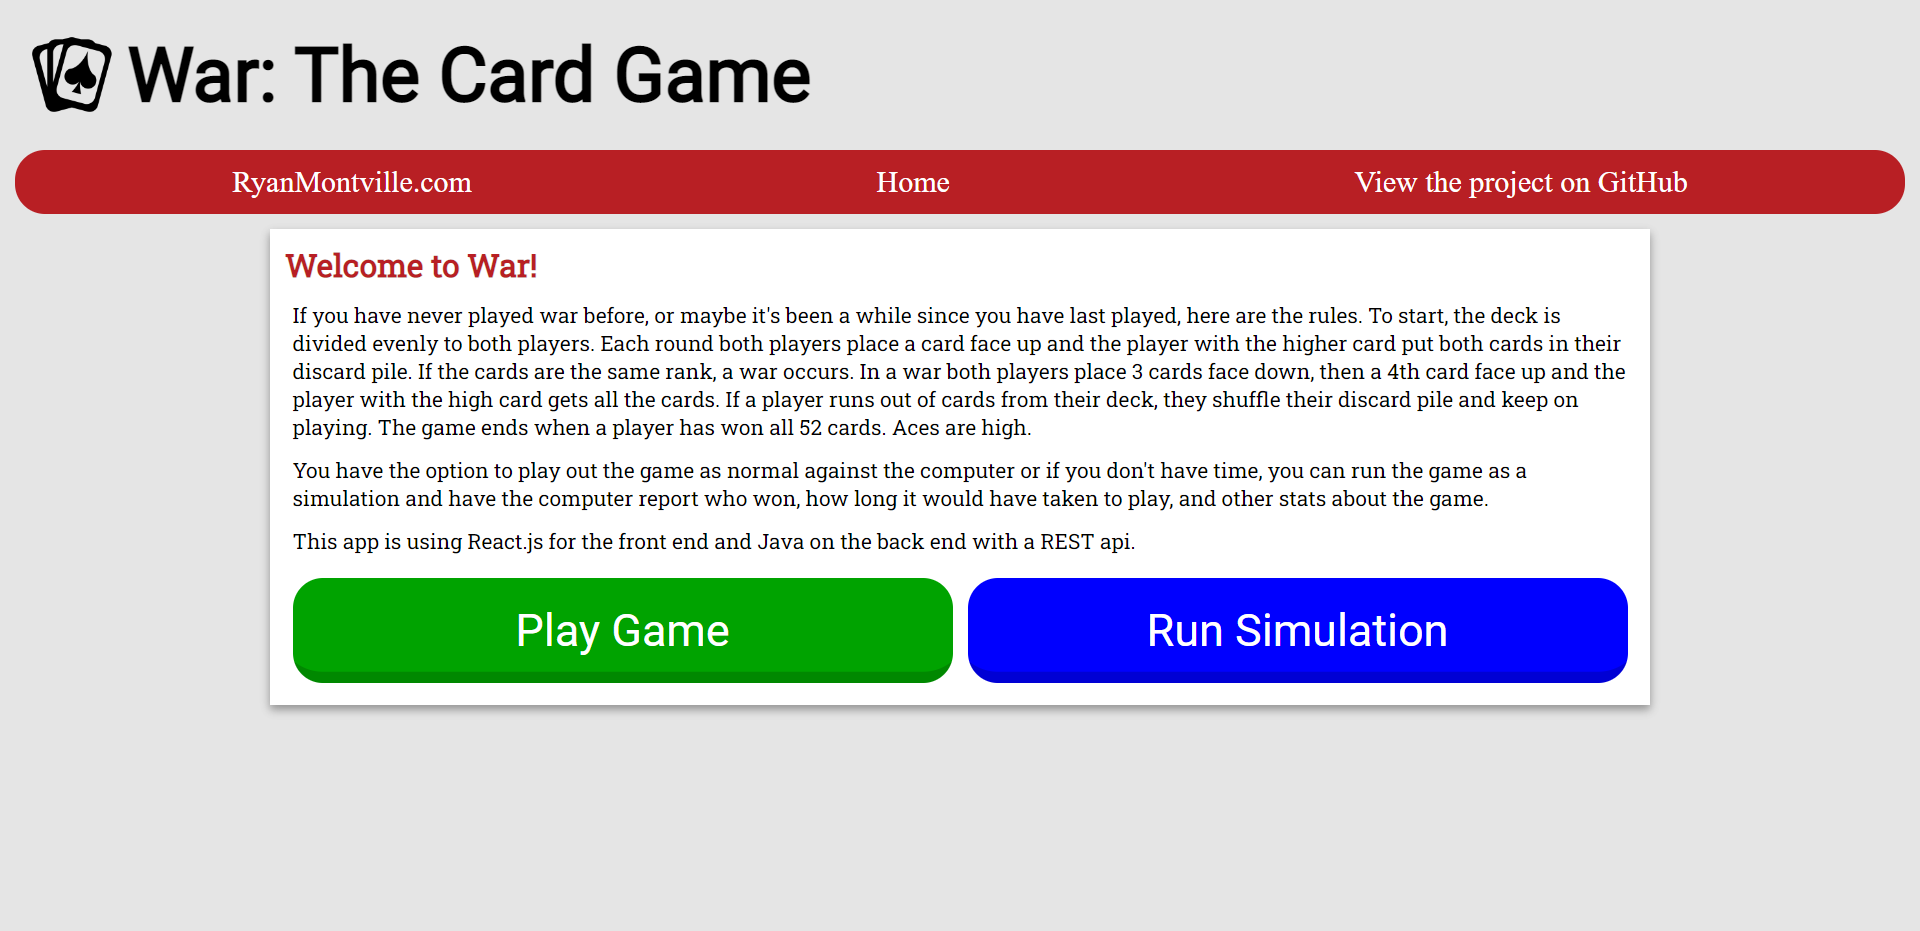 War: The Card Game
RyanMontville.com
Home
View the project on GitHub
Welcome to War!
If you have never played war before, or maybe it's been a while since you have last played, here are the rules. To start, the deck is
divided evenly to both players. Each round both players place a card face up and the player with the higher card put both cards in their
discard pile. If the cards are the same rank, a war occurs. In a war both players place 3 cards face down, then a 4th card face up and the
player with the high card gets all the cards. If a player runs out of cards from their deck, they shuffle their discard pile and keep on
playing. The game ends when a player has won all 52 cards. Aces are high.
You have the option to play out the game as normal against the computer or if you don't have time, you can run the game as a
simulation and have the computer report who won, how long it would have taken to play, and other stats about the game.
This app is using React.js for the front end and Java on the back end with a REST api.
Play Game
Run Simulation